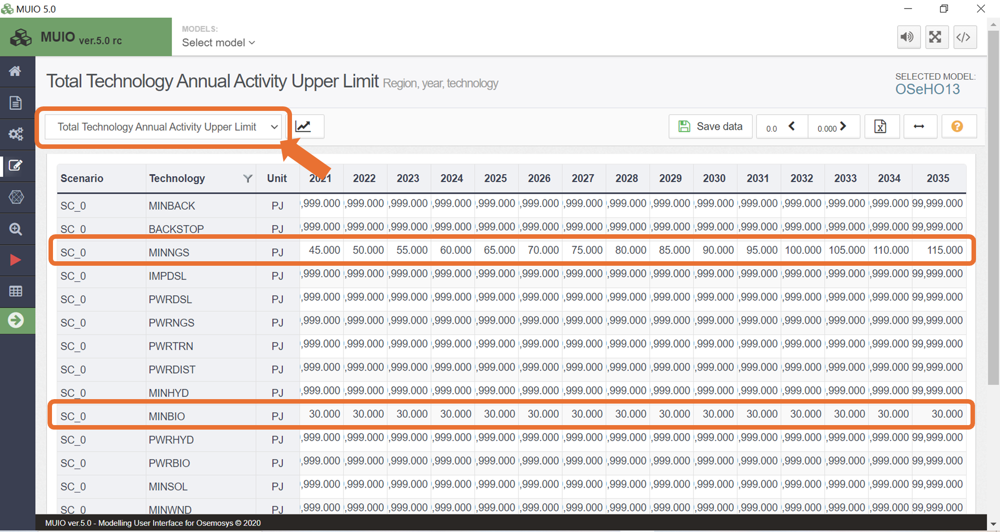 MUIO 5.0
MUIO ver.5.0 rc
MODELS:
Select model
Total Technology Annual Activity Upper Limit Region, year, technology
SELECTED MODEL:
OSeHO13
Total Technology Annual Activity Upper Limit
Save data
0.0
0.000
Scenario Technology Unit 2021 2022 2023 2024 2025 2026 2027 2028 2029 2030 2031 2032 2033 2034 2035
SC_0 MINBACK PJ ,999.000 ,999.000 ,999.000 ,999.000 ,999.000 ,999.000 ,999.000 ,999.000 ,999.000 ,999.000 ,999.000 ,999.000 ,999.000 ,999.000 99,999.000
SC_0 BACKSTOP PJ ,999.000 ,999.000 ,999.000 ,999.000 ,999.000 ,999.000 ,999.000 ,999.000 ,999.000 ,999.000 ,999.000 ,999.000 ,999.000 ,999.000 99,999.000
SC_0 MINNGS PJ 45.000 50.000 55.000 60.000 65.000 70.000 75.000 80.000 85.000 90.000 95.000 100.000 105.000 110.000 115.000
SC_0 IMPDSL PJ ,999.000 ,999.000 ,999.000 ,999.000 ,999.000 ,999.000 ,999.000 ,999.000 ,999.000 ,999.000 ,999.000 ,999.000 ,999.000 ,999.000 99,999.000
SC_0 PWRDSL PJ ,999.000 ,999.000 ,999.000 ,999.000 ,999.000 ,999.000 ,999.000 ,999.000 ,999.000 ,999.000 ,999.000 ,999.000 ,999.000 ,999.000 99,999.000
SC_0 PWRNGS PJ ,999.000 ,999.000 ,999.000 ,999.000 ,999.000 ,999.000 ,999.000 ,999.000 ,999.000 ,999.000 ,999.000 ,999.000 ,999.000 ,999.000 99,999.000
SC_0 PWRTRN PJ ,999.000 ,999.000 ,999.000 ,999.000 ,999.000 ,999.000 ,999.000 ,999.000 ,999.000 ,999.000 ,999.000 ,999.000 ,999.000 ,999.000 99,999.000
SC_0 PWRDIST PJ ,999.000 ,999.000 ,999.000 ,999.000 ,999.000 ,999.000 ,999.000 ,999.000 ,999.000 ,999.000 ,999.000 ,999.000 ,999.000 ,999.000 99,999.000
SC_0 MINHYD PJ ,999.000 ,999.000 ,999.000 ,999.000 ,999.000 ,999.000 ,999.000 ,999.000 ,999.000 ,999.000 ,999.000 ,999.000 ,999.000 ,999.000 99,999.000
SC_0 MINBIO PJ 30.000 30.000 30.000 30.000 30.000 30.000 30.000 30.000 30.000 30.000 30.000 30.000 30.000 30.000 30.000
SC_0 PWRHYD PJ ,999.000 ,999.000 ,999.000 ,999.000 ,999.000 ,999.000 ,999.000 ,999.000 ,999.000 ,999.000 ,999.000 ,999.000 ,999.000 ,999.000 99,999.000
SC_0 PWRBIO PJ ,999.000 ,999.000 ,999.000 ,999.000 ,999.000 ,999.000 ,999.000 ,999.000 ,999.000 ,999.000 ,999.000 ,999.000 ,999.000 ,999.000 99,999.000
SC_0 MINSOL PJ ,999.000 ,999.000 ,999.000 ,999.000 ,999.000 ,999.000 ,999.000 ,999.000 ,999.000 ,999.000 ,999.000 ,999.000 ,999.000 ,999.000 99,999.000
SC_0 MINWND PJ ,999.000 ,999.000 ,999.000 ,999.000 ,999.000 ,999.000 ,999.000 ,999.000 ,999.000 ,999.000 ,999.000 ,999.000 ,999.000 ,999.000 99,999.000
MUIO ver.5.0 - Modelling User Interface for Osemosys © 2020